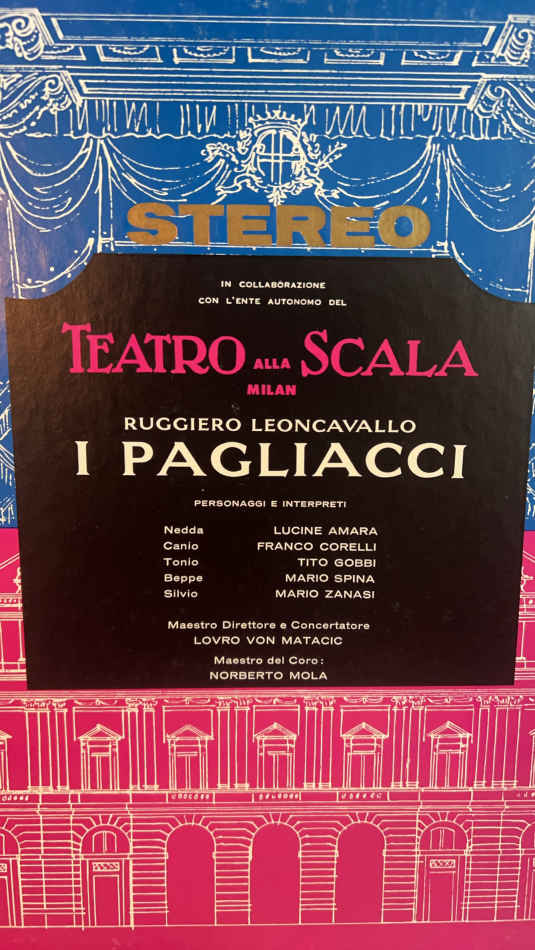 STEREO
IN COLLABORAZIONE
CON L'ENTE AUTONOMO DEL
TEATRO ALLA SCALA
MILAN
RUGGIERO LEONCAVALLO
I PAGLIACCI
PERSONAGGI E INTERPRETI
Nedda LUCINE AMARA
Canio FRANCO CORELLI
Tonio TITO GOBBI
Beppe MARIO SPINA
Silvio MARIO ZANASI
Maestro Direttore e Concertatore
LOVRO VON MATACIC
Maestro del Coro:
NORBERTO MOLA